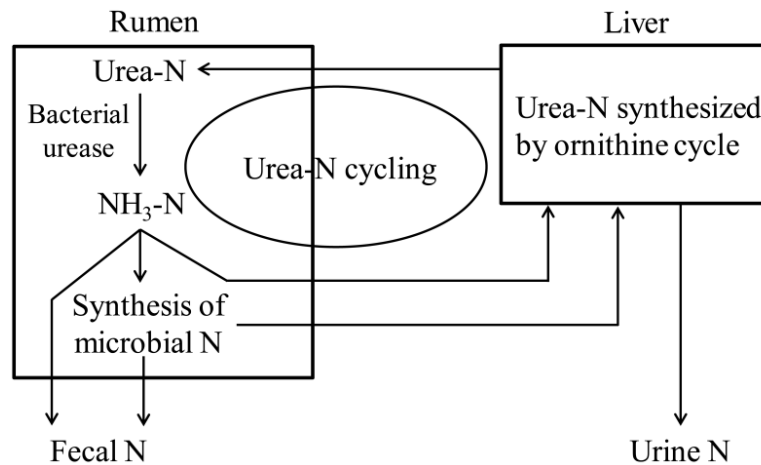 Rumen
Urea-N
Bacterial
urease
NH₃-N
Synthesis of
microbial N
Fecal N
Urea-N cycling
Liver
Urea-N synthesized
by ornithine cycle
Urine N